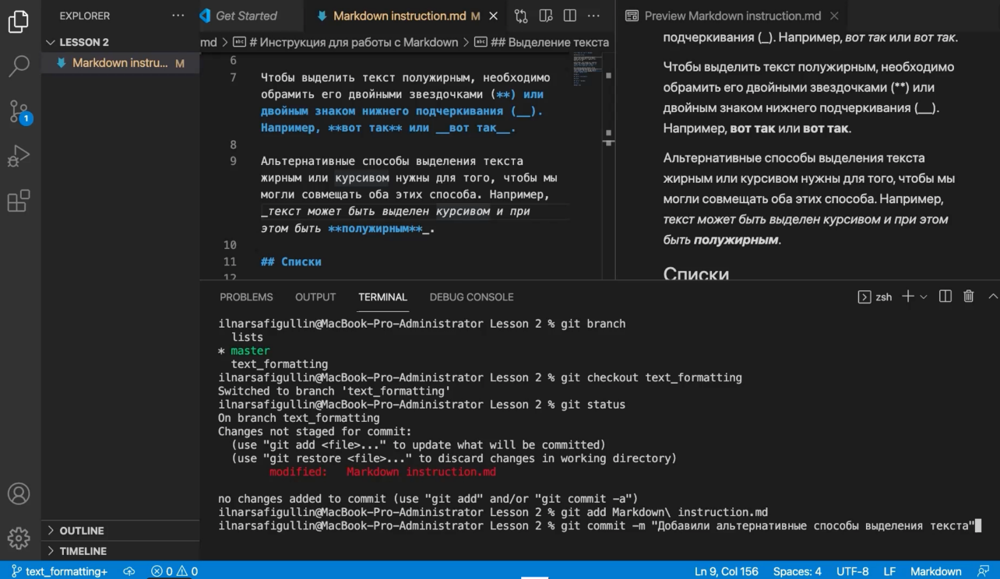 EXPLORER
Get Started
Markdown instruction.md M
Preview Markdown instruction.md
LESSON 2
md > # Инструкция для работы с Markdown > ## Выделение текста
Markdown instru... M
1
6
7 Чтобы выделить текст полужирным, необходимо
обрамить его двойными звездочками (**) или
двойным знаком нижнего подчеркивания (__).
Например, **вот так** или __вот так__.
8
9 Альтернативные способы выделения текста
жирным или курсивом нужны для того, чтобы мы
могли совмещать оба этих способа. Например,
_текст может быть выделен курсивом и при
этом быть **полужирным**_.
10
11 ## Списки
12
подчеркивания (_). Например, вот так или вот так.
Чтобы выделить текст полужирным, необходимо
обрамить его двойными звездочками (**) или
двойным знаком нижнего подчеркивания (__).
Например, вот так или вот так.
Альтернативные способы выделения текста
жирным или курсивом нужны для того, чтобы мы
могли совмещать оба этих способа. Например,
текст может быть выделен курсивом и при этом
быть полужирным.
Списки
PROBLEMS OUTPUT TERMINAL DEBUG CONSOLE zsh
ilnarsafigullin@MacBook-Pro-Administrator Lesson 2 % git branch
lists
* master
text_formatting
ilnarsafigullin@MacBook-Pro-Administrator Lesson 2 % git checkout text_formatting
Switched to branch 'text_formatting'
ilnarsafigullin@MacBook-Pro-Administrator Lesson 2 % git status
On branch text_formatting
Changes not staged for commit:
(use "git add <file>..." to update what will be committed)
(use "git restore <file>..." to discard changes in working directory)
modified: Markdown instruction.md
no changes added to commit (use "git add" and/or "git commit -a")
ilnarsafigullin@MacBook-Pro-Administrator Lesson 2 % git add Markdown\ instruction.md
ilnarsafigullin@MacBook-Pro-Administrator Lesson 2 % git commit -m "Добавили альтернативные способы выделения текста"
OUTLINE
TIMELINE
text_formatting+ 0 0 Ln 9, Col 156 Spaces: 4 UTF-8 LF Markdown